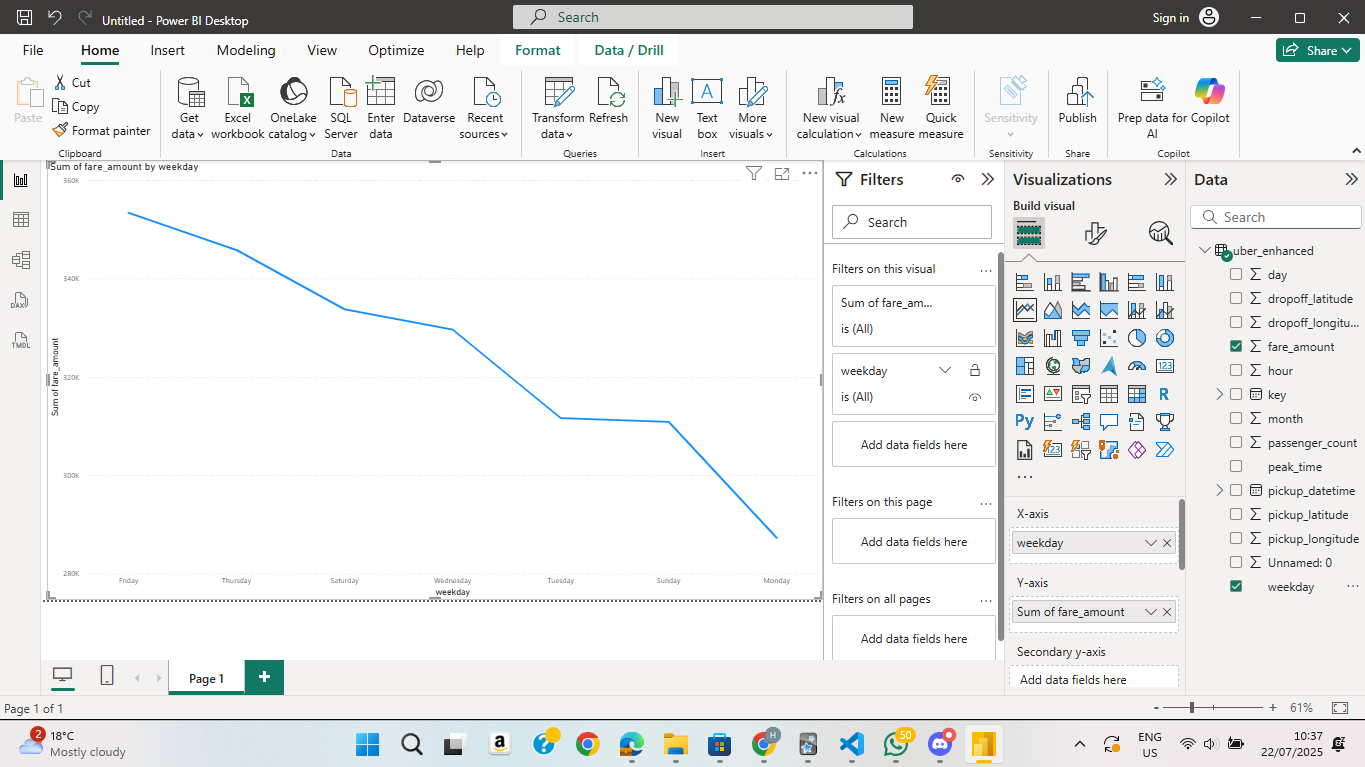 Untitled - Power BI Desktop
Search
Sign in
File Home Insert Modeling View Optimize Help Format Data / Drill
Share
Paste
Cut
Copy
Format painter
Clipboard
Get data
Excel workbook
OneLake catalog
SQL Server
Enter data
Dataverse
Recent sources
Data
Transform data
Refresh
Queries
New visual
Text box
More visuals
Insert
New visual calculation
New measure
Quick measure
Calculations
Sensitivity
Sensitivity
Publish
Share
Prep data for AI
Copilot
Copilot
DAX
TMDL
Sum of fare_amount by weekday
360K
340K
320K
300K
280K
Sum of fare_amount
Friday Thursday Saturday Wednesday Tuesday Sunday Monday
weekday
Filters
Search
Filters on this visual
...
Sum of fare_am...
is (All)
weekday
is (All)
Add data fields here
Filters on this page
...
Add data fields here
Filters on all pages
...
Add data fields here
Visualizations
Build visual
123
R
Py
123
...
X-axis
weekday
Y-axis
Sum of fare_amount
Secondary y-axis
Add data fields here
Data
Search
uber_enhanced
day
dropoff_latitude
dropoff_longitu...
fare_amount
hour
key
month
passenger_count
peak_time
pickup_datetime
pickup_latitude
pickup_longitude
Unnamed: 0
weekday
...
Page 1
Page 1 of 1
- + 61%
2
18°C
Mostly cloudy
a
H
50
ENG
US
10:37
22/07/2025